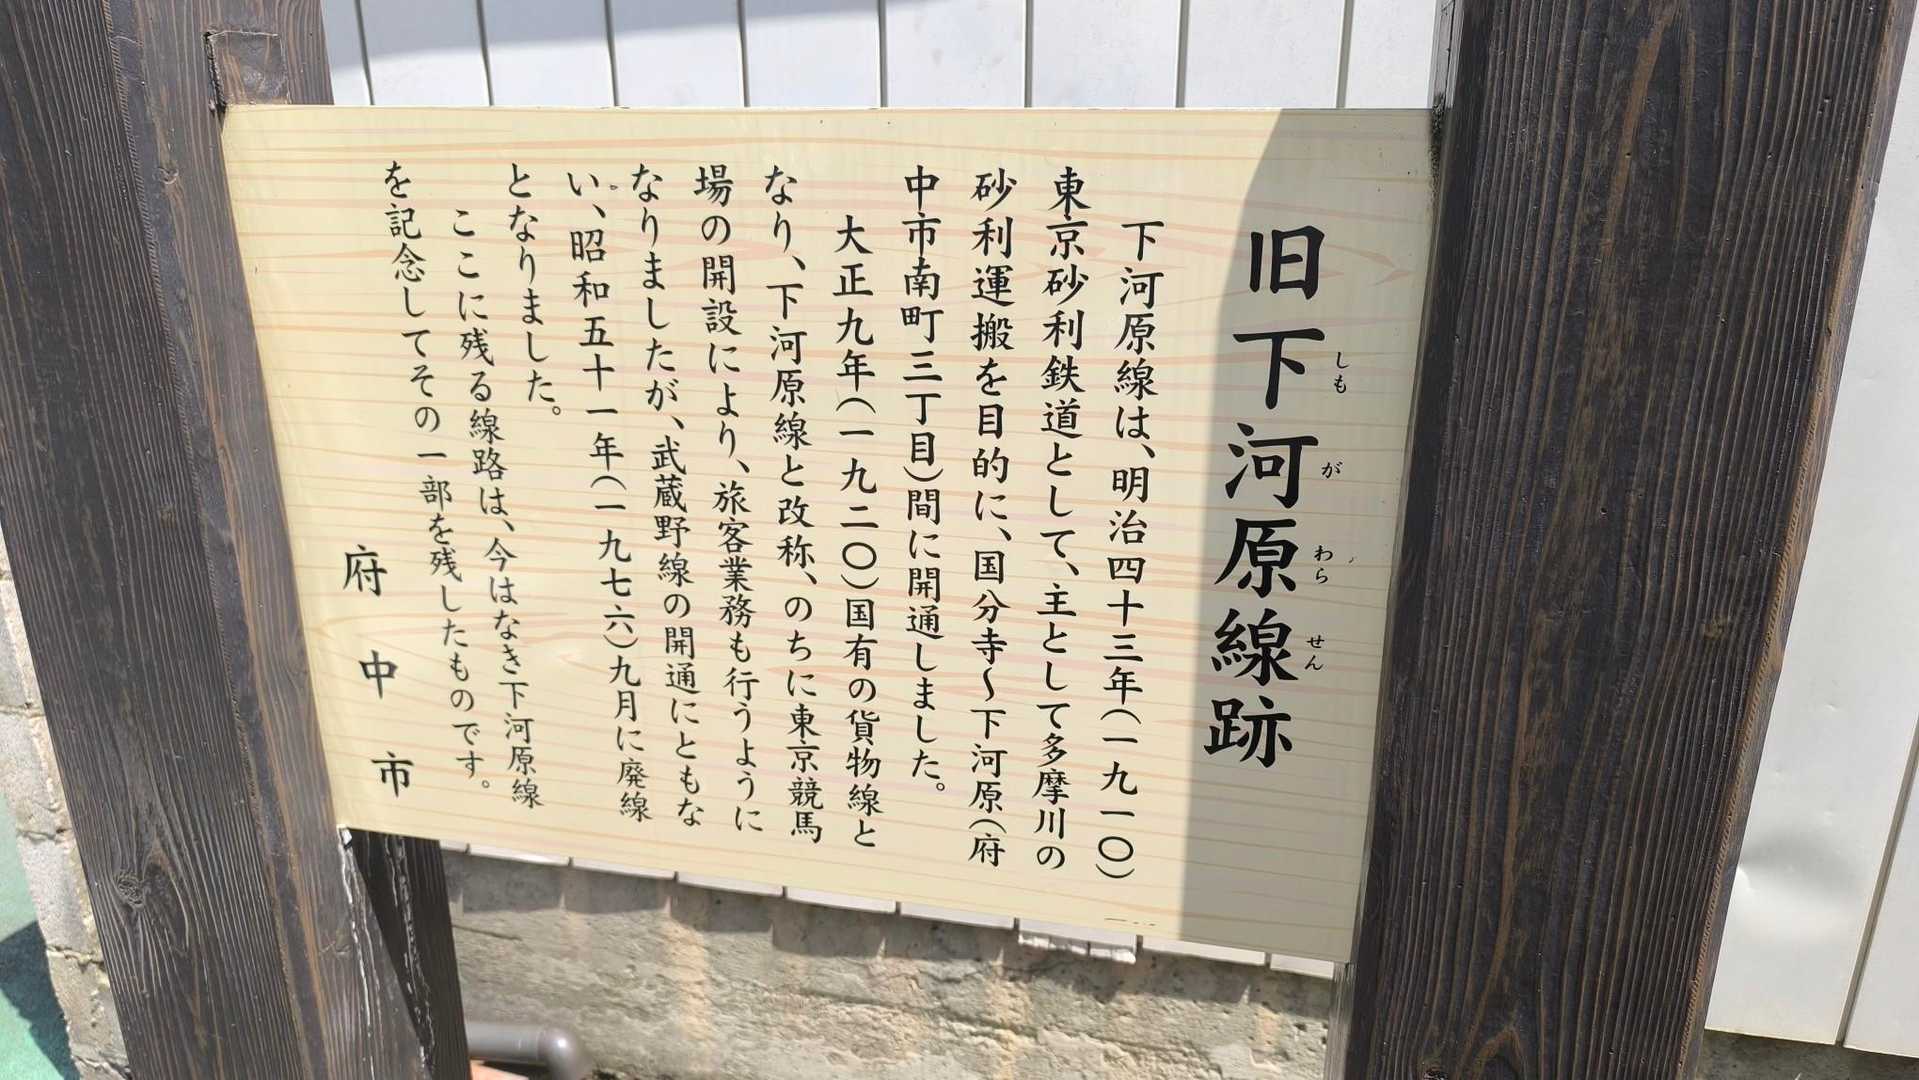 旧下河原線跡
しも が わら せん
下河原線は、明治四十三年(一九一〇)
東京砂利鉄道として、主として多摩川の
砂利運搬を目的に、国分寺〜下河原(府
中市南町三丁目)間に開通しました。
大正九年(一九二〇)国有の貨物線と
なり、下河原線と改称、のちに東京競馬
場の開設により、旅客業務も行うように
なりましたが、武蔵野線の開通にともな
い、昭和五十一年(一九七六)九月に廃線
となりました。
ここに残る線路は、今はなき下河原線
を記念してその一部を残したものです。
府中市